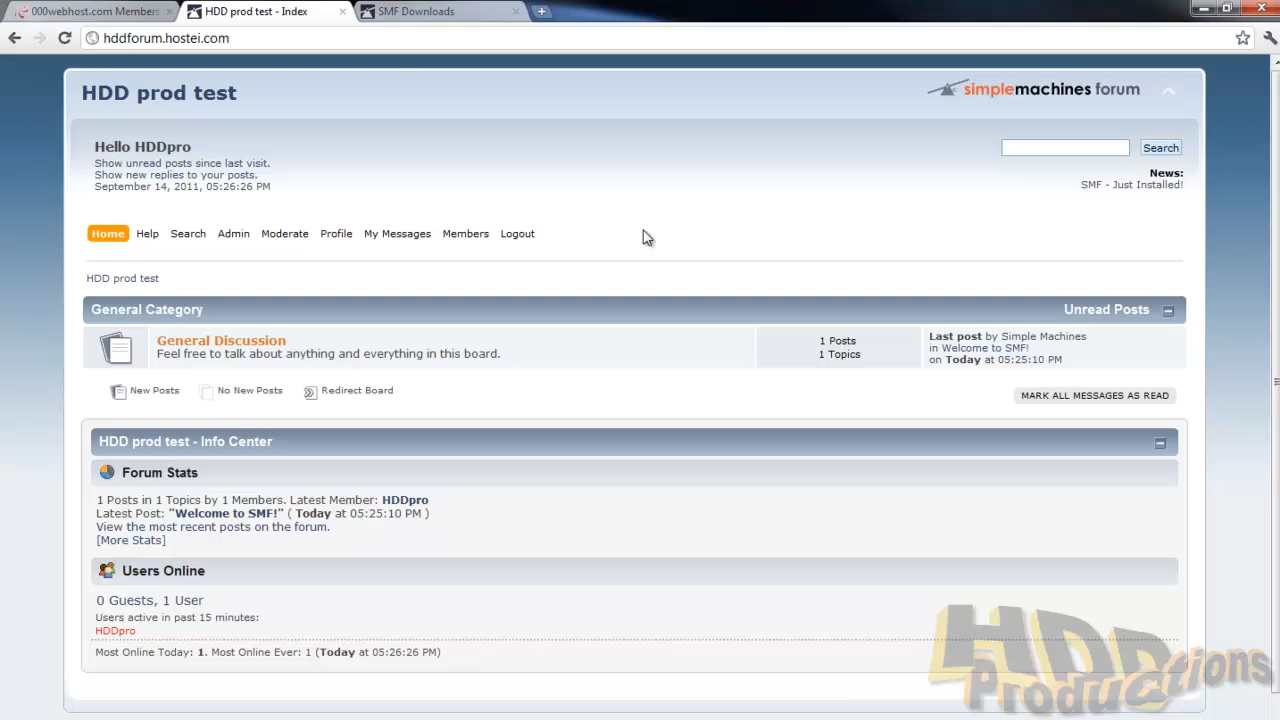 000webhost.com Members
HDD prod test - Index
SMF Downloads
hddforum.hostei.com
HDD prod test
simplemachines forum
Hello HDDpro
Show unread posts since last visit.
Show new replies to your posts.
September 14, 2011, 05:26:26 PM
Search
News:
SMF - Just Installed!
Home Help Search Admin Moderate Profile My Messages Members Logout
HDD prod test
General Category
Unread Posts
General Discussion
Feel free to talk about anything and everything in this board.
1 Posts
1 Topics
Last post by Simple Machines
in Welcome to SMF!
on Today at 05:25:10 PM
New Posts No New Posts Redirect Board
MARK ALL MESSAGES AS READ
HDD prod test - Info Center
Forum Stats
1 Posts in 1 Topics by 1 Members. Latest Member: HDDpro
Latest Post: "Welcome to SMF!" ( Today at 05:25:10 PM )
View the most recent posts on the forum.
[More Stats]
Users Online
0 Guests, 1 User
Users active in past 15 minutes:
HDDpro
Most Online Today: 1. Most Online Ever: 1 (Today at 05:26:26 PM)
HDD
Productions